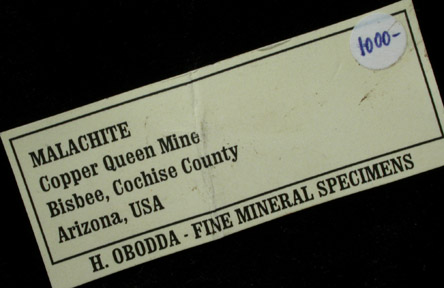 1000-
MALACHITE
Copper Queen Mine
Bisbee, Cochise County
Arizona, USA
H. OBODDA - FINE MINERAL SPECIMENS